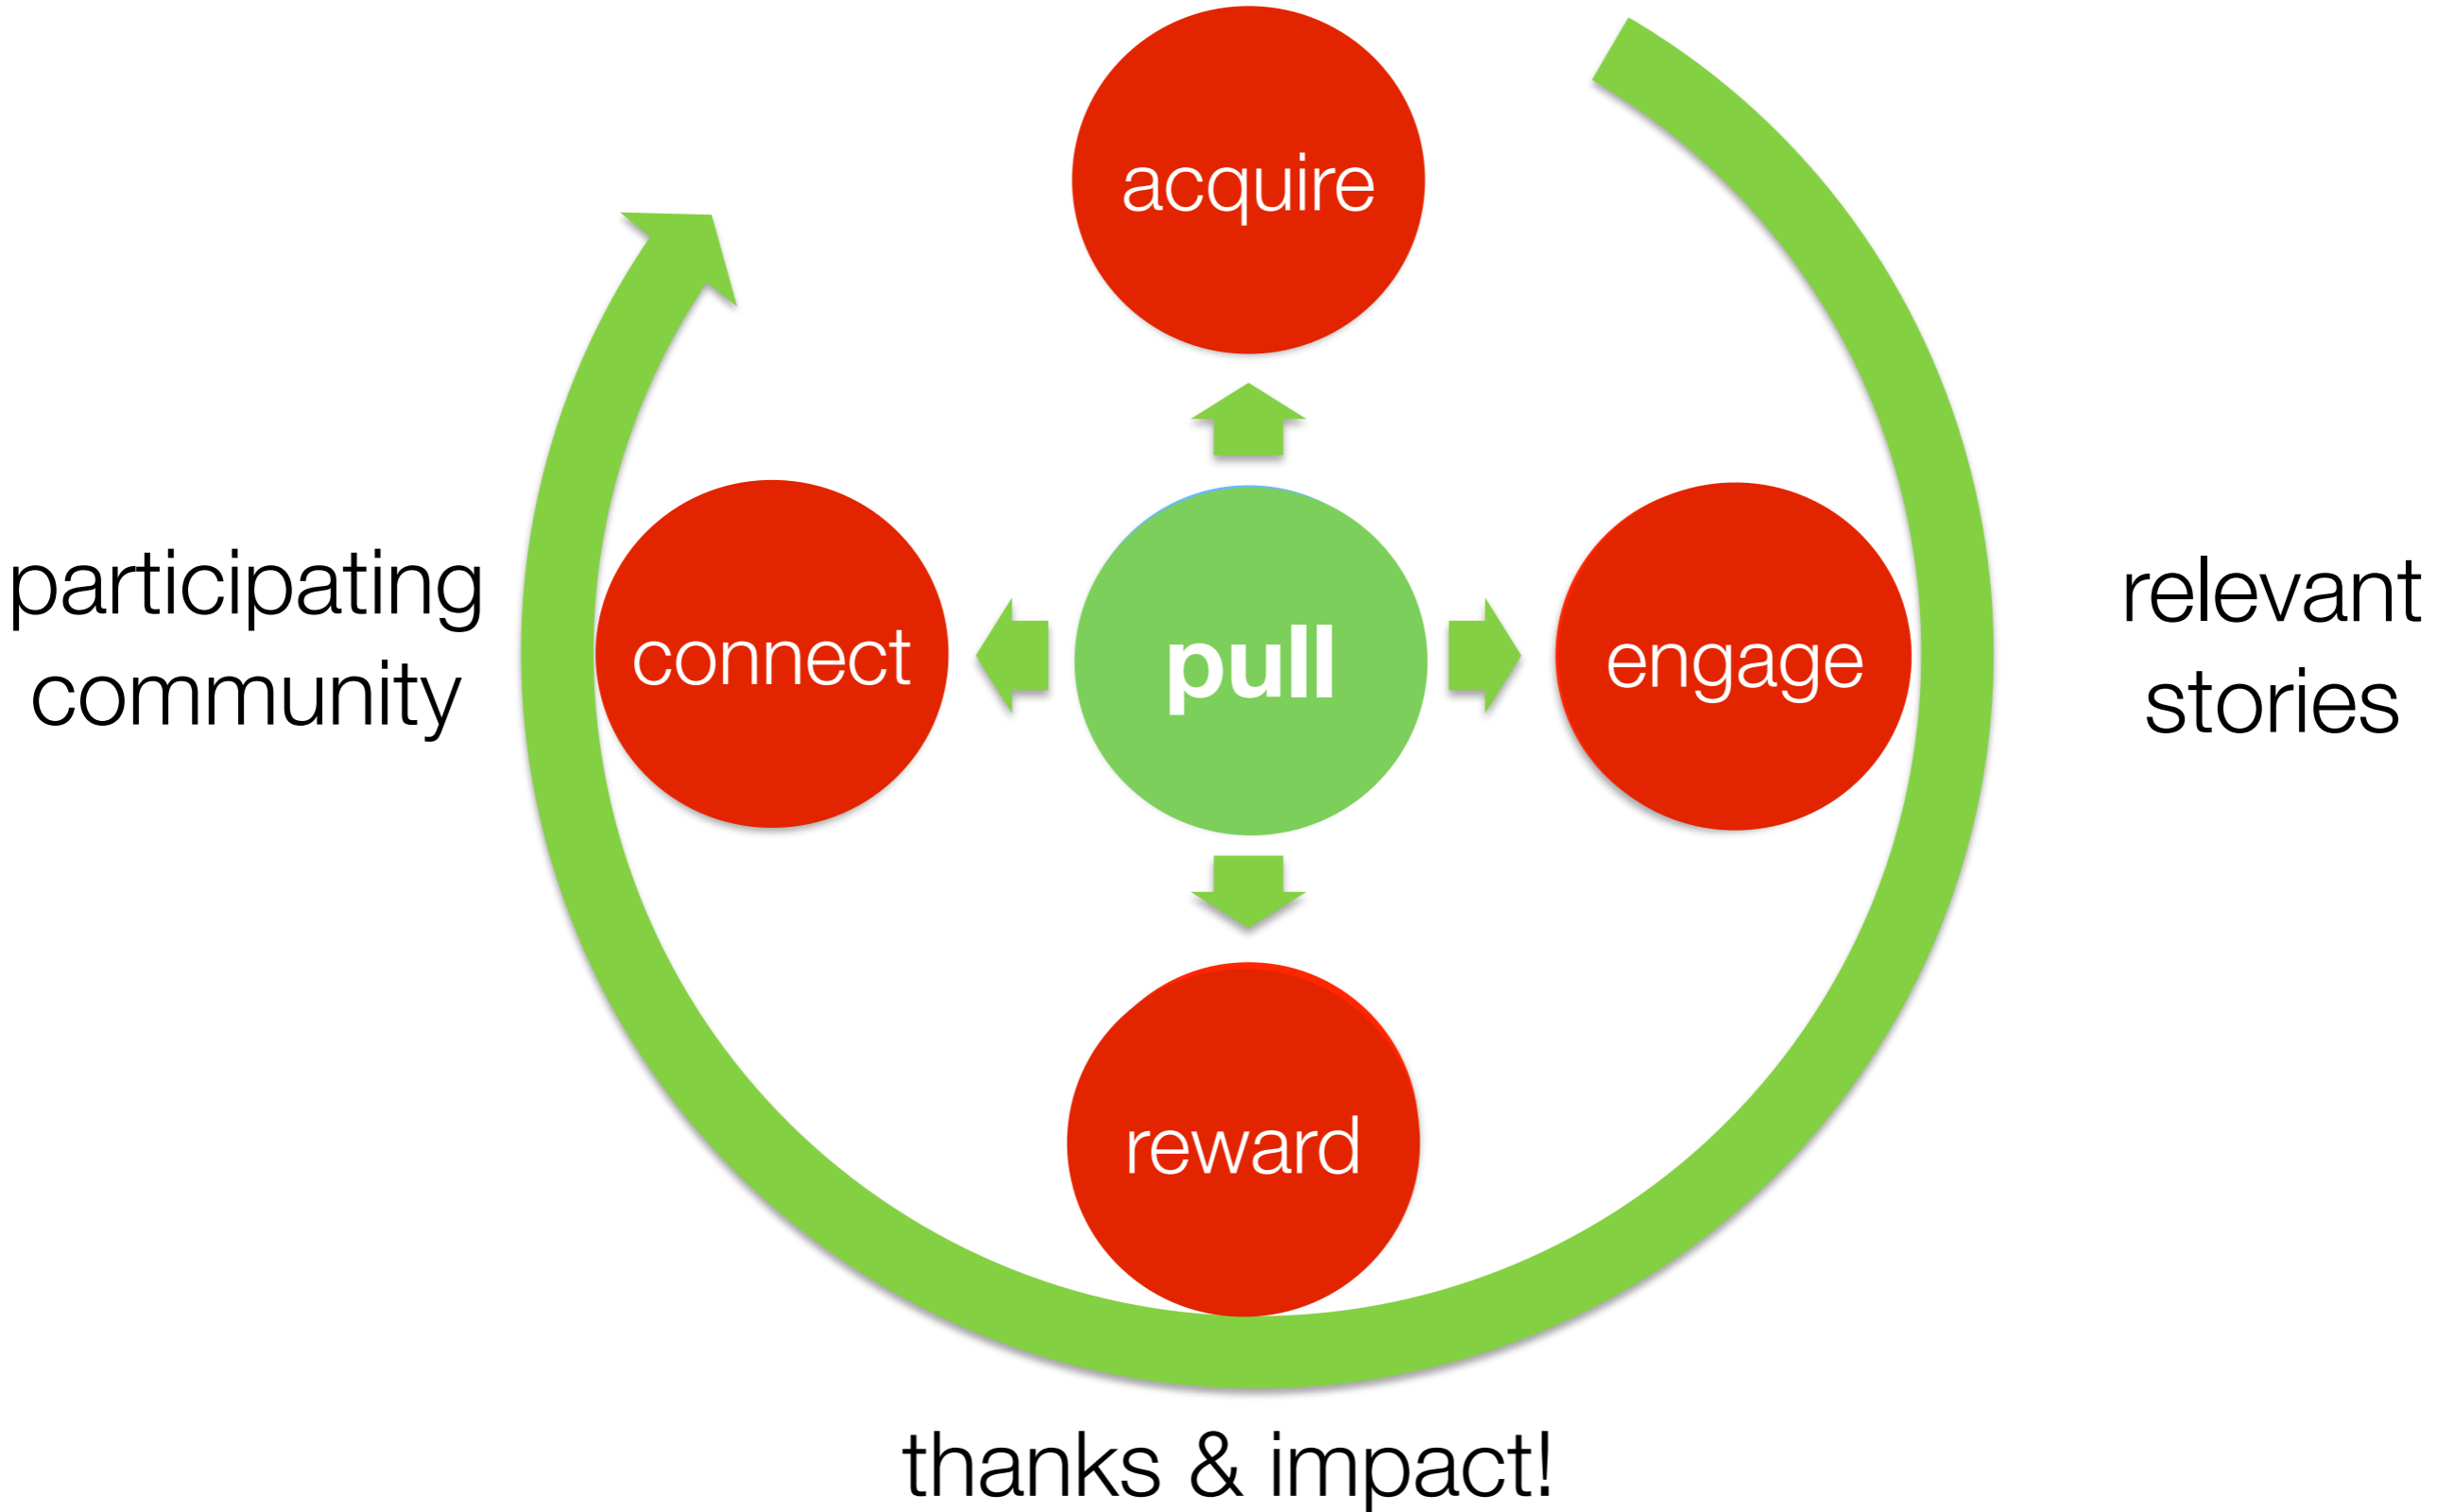 acquire
participating
community
connect
pull
engage
relevant
stories
reward
thanks & impact!